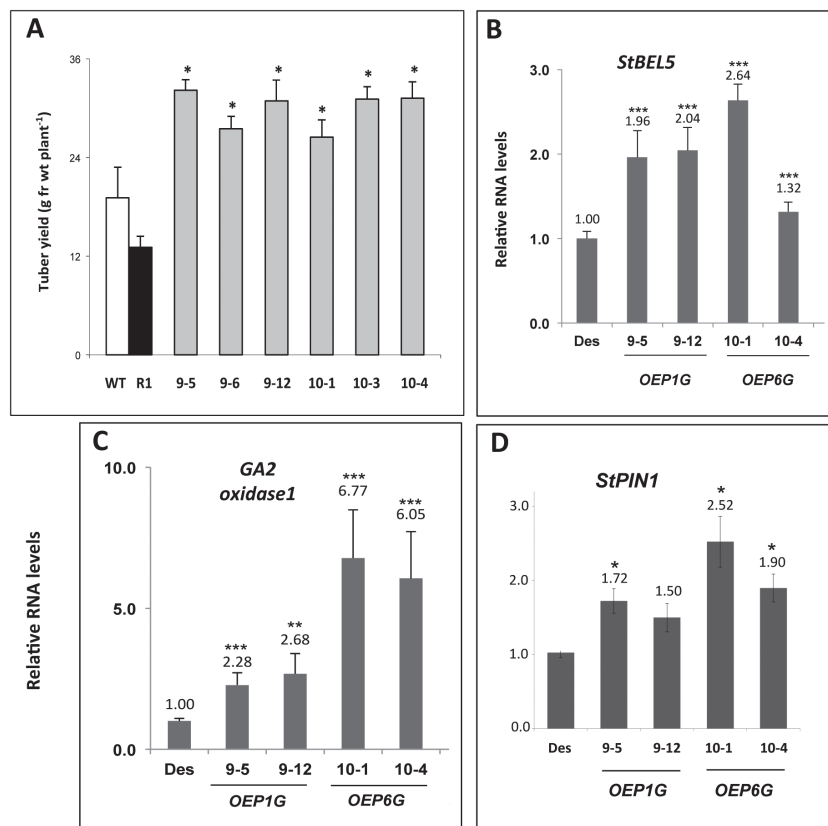 A
Tuber yield (g fr wt plant-1)
36
24
12
0
*
*
*
*
*
*
WT R1 9-5 9-6 9-12 10-1 10-3 10-4
B
StBEL5
Relative RNA levels
3.0
2.0
1.0
0.0
1.00
***
1.96
***
2.04
***
2.64
***
1.32
Des 9-5 9-12 10-1 10-4
OEP1G OEP6G
C
GA2
oxidase1
Relative RNA levels
10.0
5.0
0.0
1.00
***
2.28
**
2.68
***
6.77
***
6.05
Des 9-5 9-12 10-1 10-4
OEP1G OEP6G
D
StPIN1
3.0
2.0
1.0
0.0
*
1.72
1.50
*
2.52
*
1.90
Des 9-5 9-12 10-1 10-4
OEP1G OEP6G